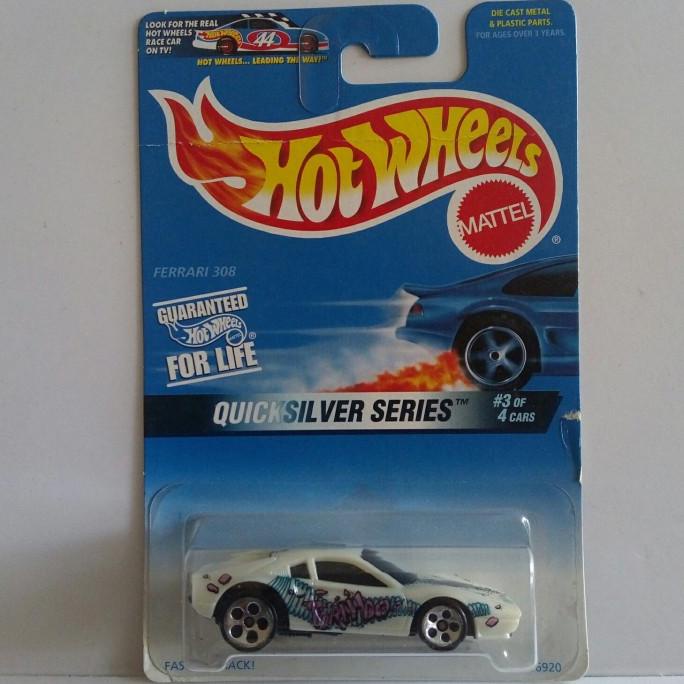 LOOK FOR THE REAL
HOT WHEELS
RACE CAR
ON TV!
44
HOT WHEELS... LEADING THE WAY!™
DIE CAST METAL
& PLASTIC PARTS.
FOR AGES OVER 3 YEARS
HOT WHEELS
MATTEL
®
FERRARI 308
GUARANTEED
Hot Wheels ®
MATTEL
FOR LIFE
QUICKSILVER SERIES™
#3 OF
4 CARS